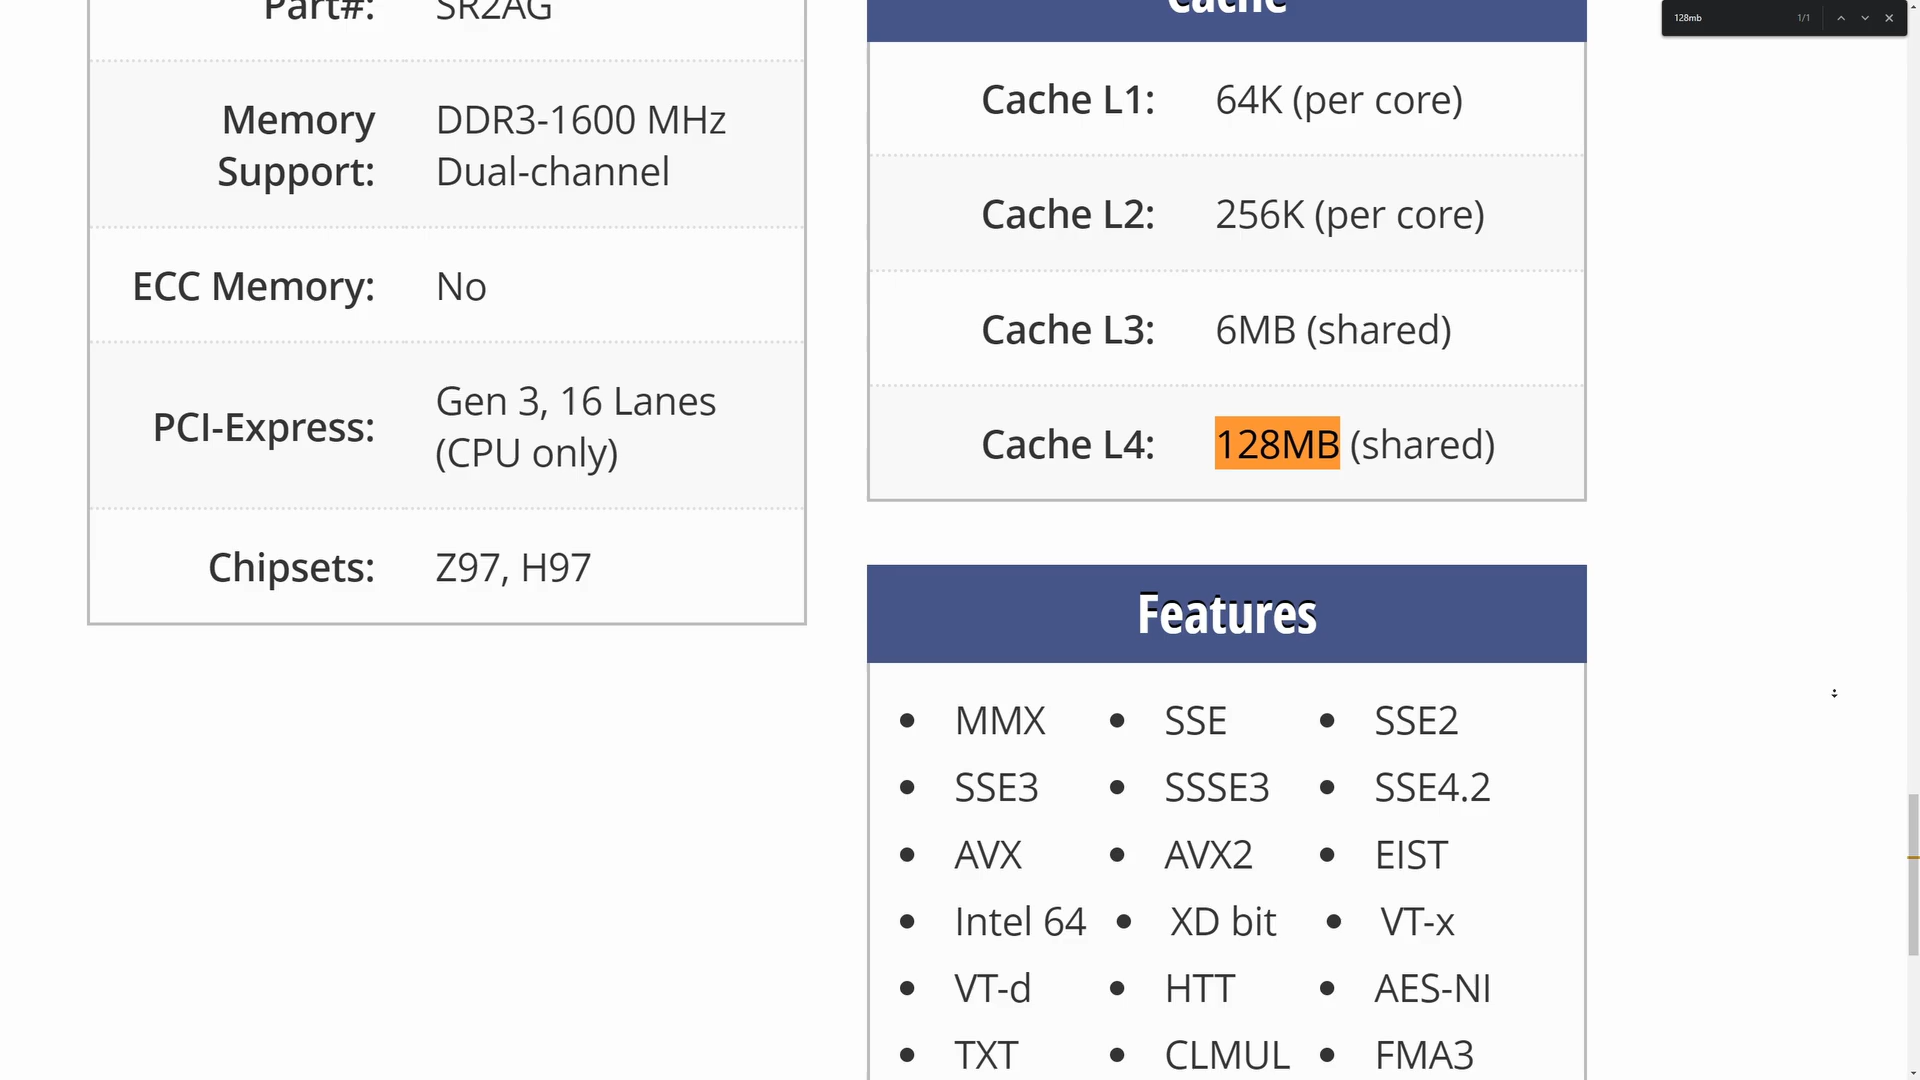 Part#: SR2AG
Memory Support: DDR3-1600 MHz
Dual-channel
ECC Memory: No
PCI-Express: Gen 3, 16 Lanes
(CPU only)
Chipsets: Z97, H97
Cache
Cache L1: 64K (per core)
Cache L2: 256K (per core)
Cache L3: 6MB (shared)
Cache L4: 128MB (shared)
Features
MMX SSE SSE2
SSE3 SSSE3 SSE4.2
AVX AVX2 EIST
Intel 64 XD bit VT-x
VT-d HTT AES-NI
TXT CLMUL FMA3
128mb 1/1